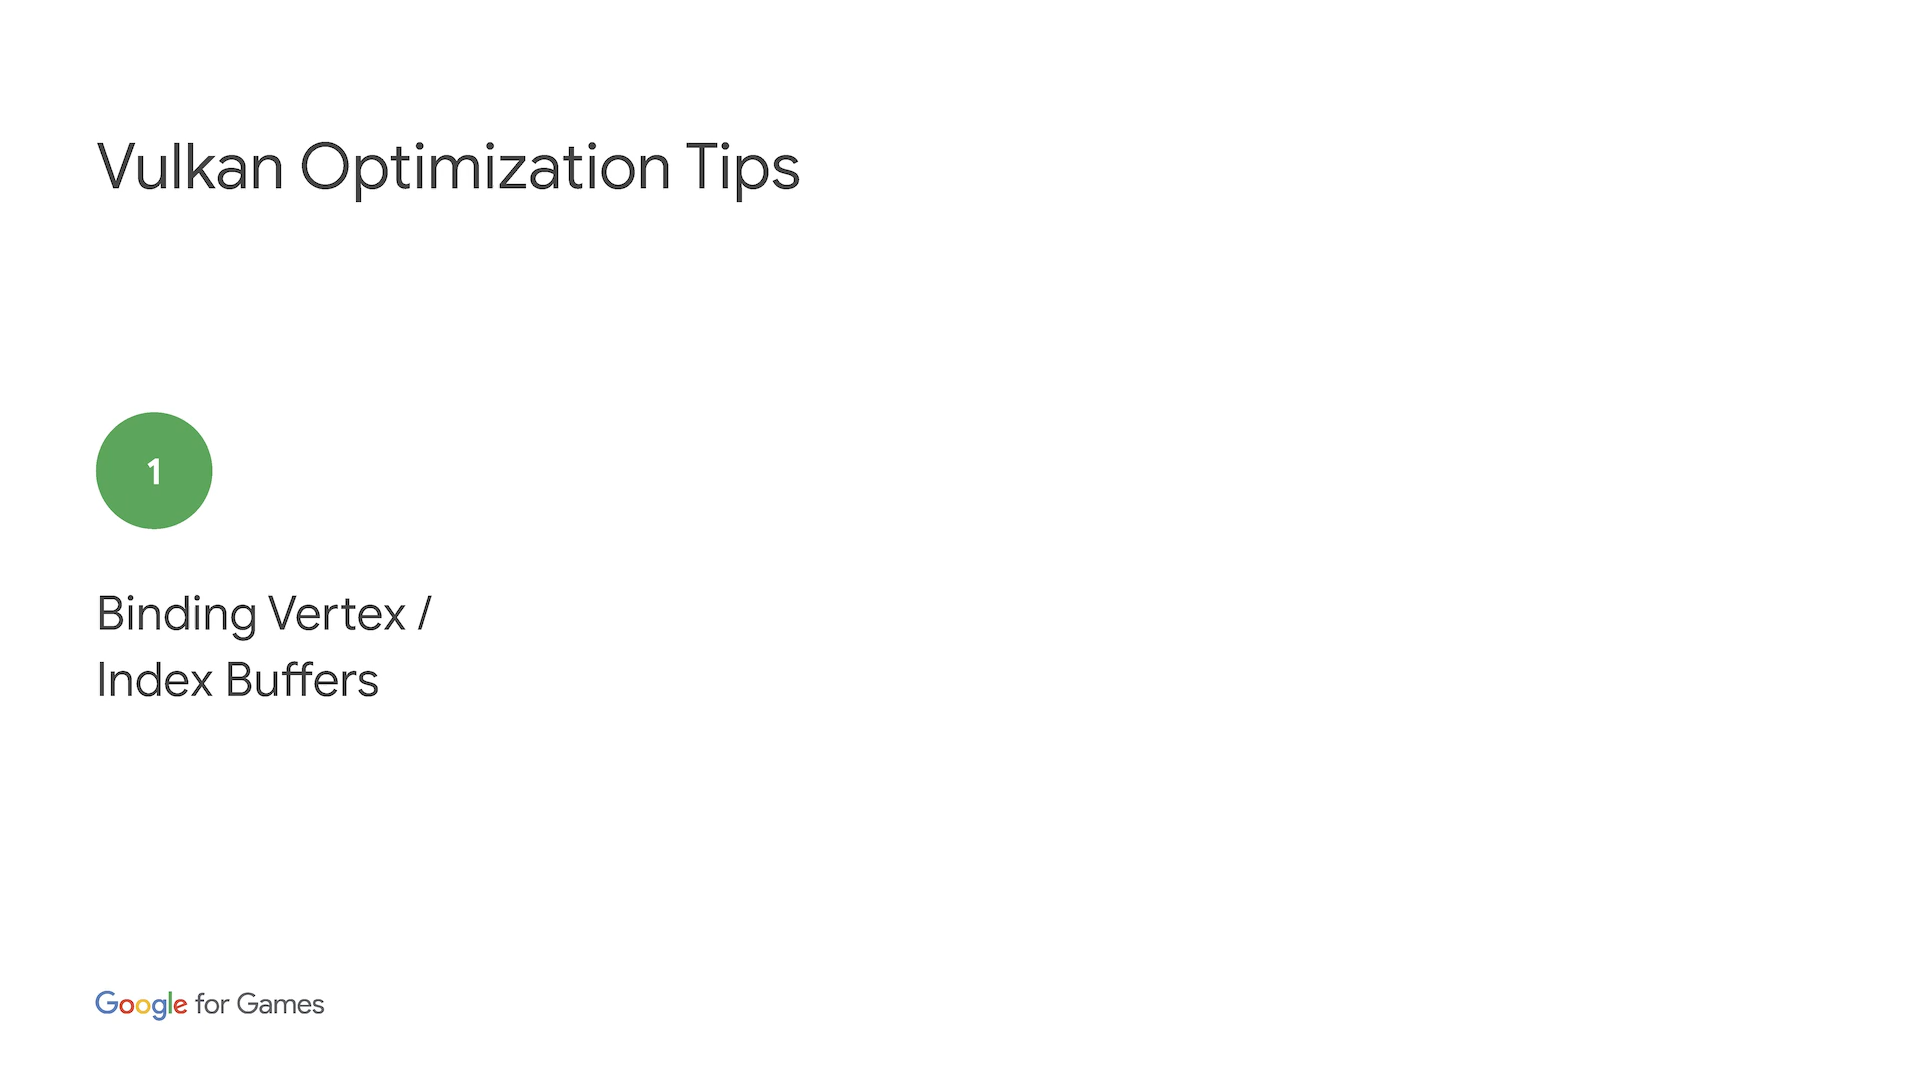 Vulkan Optimization Tips
1
Binding Vertex /
Index Buffers
Google for Games